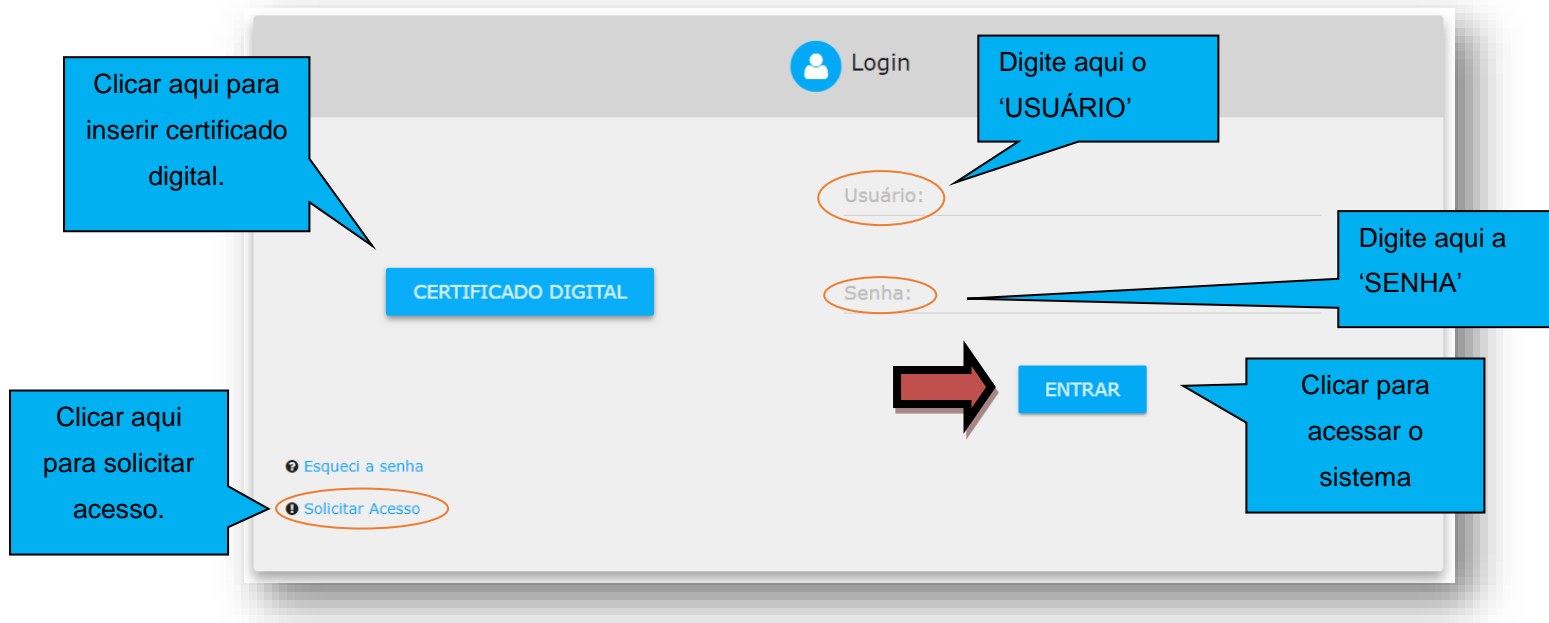 Login
Clicar aqui para
inserir certificado
digital.
Digite aqui o
‘USUÁRIO’
Usuário:
Digite aqui a
‘SENHA’
CERTIFICADO DIGITAL
Senha:
ENTRAR
Clicar para
acessar o
sistema
Clicar aqui
para solicitar
acesso.
Esqueci a senha
Solicitar Acesso